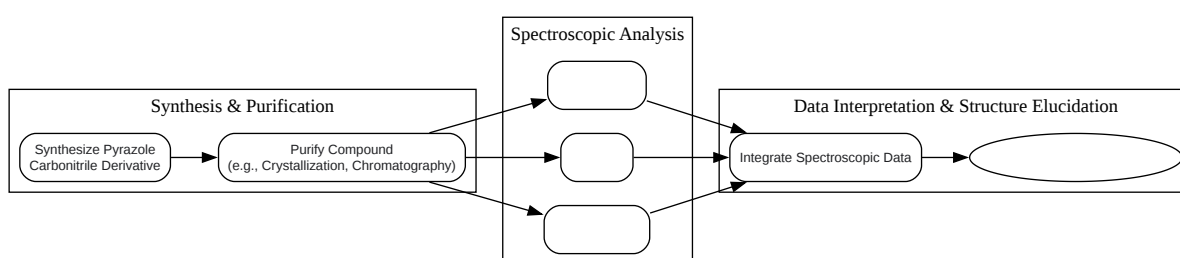 Spectroscopic Analysis
Synthesis & Purification
Synthesize Pyrazole
Carbonitrile Derivative
Purify Compound
(e.g., Crystallization, Chromatography)
Data Interpretation & Structure Elucidation
Integrate Spectroscopic Data